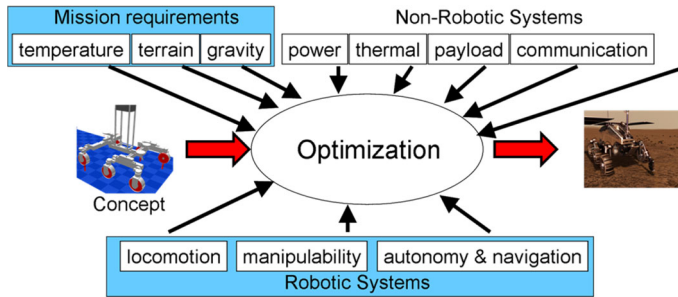 Mission requirements
temperature terrain gravity
Non-Robotic Systems
power thermal payload communication
Optimization
Concept
locomotion manipulability autonomy & navigation
Robotic Systems